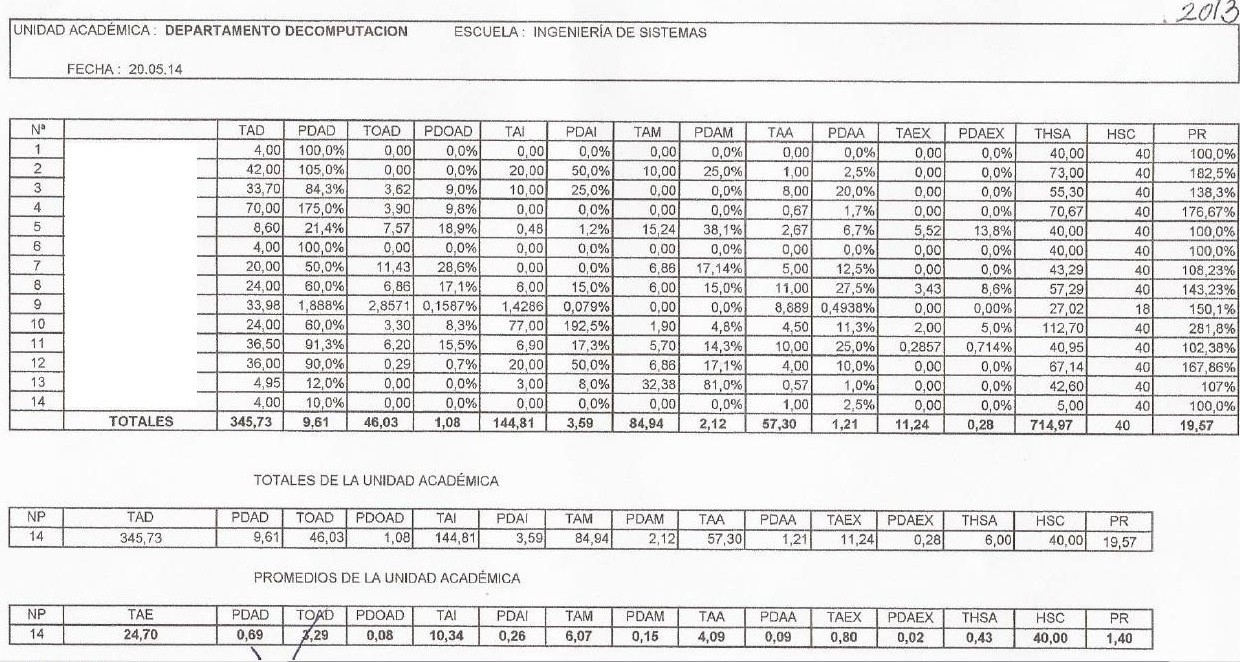 2013
UNIDAD ACADÉMICA : DEPARTAMENTO DECOMPUTACION ESCUELA : INGENIERÍA DE SISTEMAS
FECHA : 20.05.14
Nª TAD PDAD TOAD PDOAD TAI PDAI TAM PDAM TAA PDAA TAEX PDAEX THSA HSC PR
1 4,00 100,0% 0,00 0,0% 0,00 0,0% 0,00 0,0% 0,00 0,0% 0,00 0,0% 40,00 40 100,0%
2 42,00 105,0% 0,00 0,0% 20,00 50,0% 10,00 25,0% 1,00 2,5% 0,00 0,0% 73,00 40 182,5%
3 33,70 84,3% 3,62 9,0% 10,00 25,0% 0,00 0,0% 8,00 20,0% 0,00 0,0% 55,30 40 138,3%
4 70,00 175,0% 3,90 9,8% 0,00 0,0% 0,00 0,0% 0,67 1,7% 0,00 0,0% 70,67 40 176,67%
5 8,60 21,4% 7,57 18,9% 0,48 1,2% 15,24 38,1% 2,67 6,7% 5,52 13,8% 40,00 40 100,0%
6 4,00 100,0% 0,00 0,0% 0,00 0,0% 0,00 0,0% 0,00 0,0% 0,00 0,0% 40,00 40 100,0%
7 20,00 50,0% 11,43 28,6% 0,00 0,0% 6,86 17,14% 5,00 12,5% 0,00 0,0% 43,29 40 108,23%
8 24,00 60,0% 6,86 17,1% 6,00 15,0% 6,00 15,0% 11,00 27,5% 3,43 8,6% 57,29 40 143,23%
9 33,98 1,888% 2,8571 0,1587% 1,4286 0,079% 0,00 0,0% 8,889 0,4938% 0,00 0,00% 27,02 18 150,1%
10 24,00 60,0% 3,30 8,3% 77,00 192,5% 1,90 4,8% 4,50 11,3% 2,00 5,0% 112,70 40 281,8%
11 36,50 91,3% 6,20 15,5% 6,90 17,3% 5,70 14,3% 10,00 25,0% 0,2857 0,714% 40,95 40 102,38%
12 36,00 90,0% 0,29 0,7% 20,00 50,0% 6,86 17,1% 4,00 10,0% 0,00 0,0% 67,14 40 167,86%
13 4,95 12,0% 0,00 0,0% 3,00 8,0% 32,38 81,0% 0,57 1,0% 0,00 0,0% 42,60 40 107%
14 4,00 10,0% 0,00 0,0% 0,00 0,0% 0,00 0,0% 1,00 2,5% 0,00 0,0% 5,00 40 100,0%
TOTALES 345,73 9,61 46,03 1,08 144,81 3,59 84,94 2,12 57,30 1,21 11,24 0,28 714,97 40 19,57
TOTALES DE LA UNIDAD ACADÉMICA
NP TAD PDAD TOAD PDOAD TAI PDAI TAM PDAM TAA PDAA TAEX PDAEX THSA HSC PR
14 345,73 9,61 46,03 1,08 144,81 3,59 84,94 2,12 57,30 1,21 11,24 0,28 6,00 40,00 19,57
PROMEDIOS DE LA UNIDAD ACADÉMICA
NP TAE PDAD TOAD PDOAD TAI PDAI TAM PDAM TAA PDAA TAEX PDAEX THSA HSC PR
14 24,70 0,69 3,29 0,08 10,34 0,26 6,07 0,15 4,09 0,09 0,80 0,02 0,43 40,00 1,40